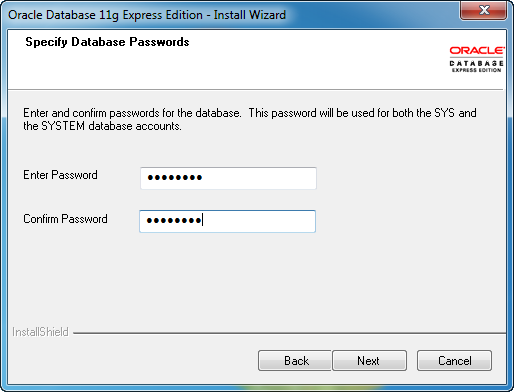 Oracle Database 11g Express Edition - Install Wizard
Specify Database Passwords
ORACLE
DATABASE
EXPRESS EDITION
Enter and confirm passwords for the database.  This password will be used for both the SYS and
the SYSTEM database accounts.
Enter Password ●●●●●●●●
Confirm Password ●●●●●●●●
InstallShield
Back Next Cancel